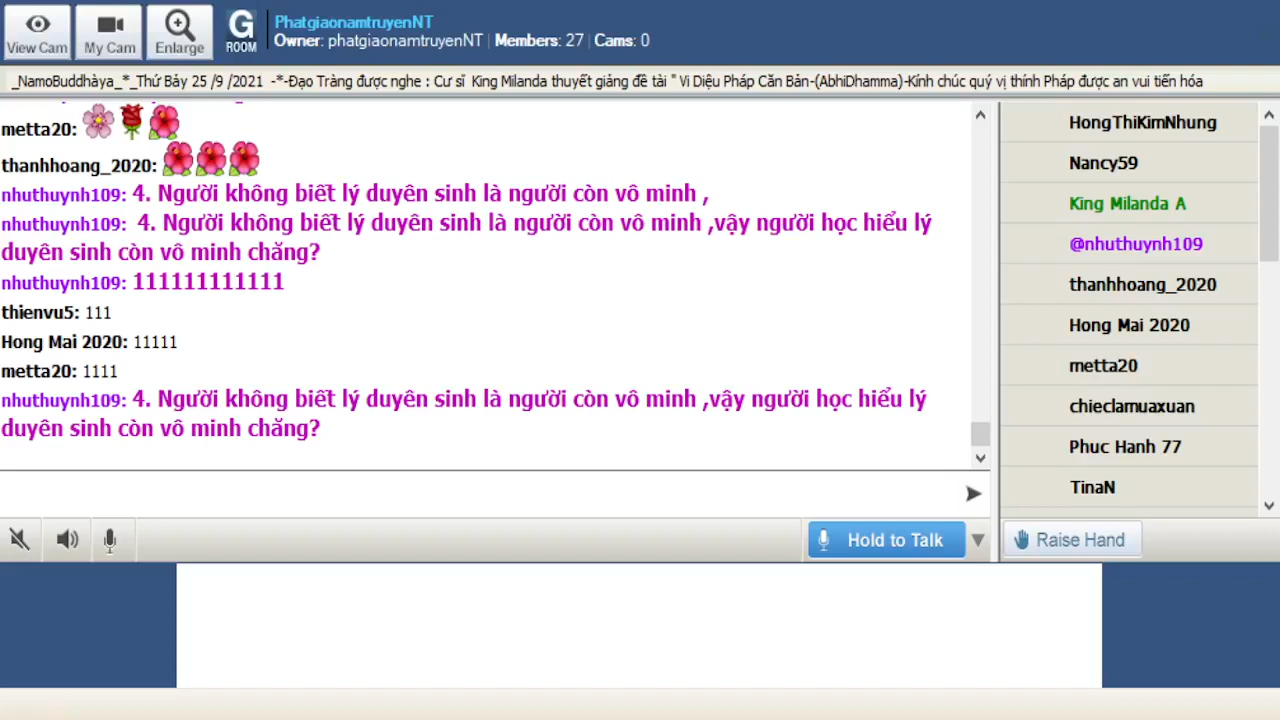 View Cam
My Cam
Enlarge
G
ROOM
PhatgiaonamtruyenNT
Owner: phatgiaonamtruyenNT | Members: 27 | Cams: 0
_NamoBuddhàya_*_Thứ Bảy 25 /9 /2021 -*-Đạo Tràng được nghe : Cư sĩ King Milanda thuyết giảng đề tài " Vi Diệu Pháp Căn Bản-(AbhiDhamma)-Kính chúc quý vị thính Pháp được an vui tiến hóa
metta20:
thanhhoang_2020:
nhuthuynh109: 4. Người không biết lý duyên sinh là người còn vô minh ,
nhuthuynh109: 4. Người không biết lý duyên sinh là người còn vô minh ,vậy người học hiểu lý
duyên sinh còn vô minh chăng?
nhuthuynh109: 111111111111
thienvu5: 111
Hong Mai 2020: 11111
metta20: 1111
nhuthuynh109: 4. Người không biết lý duyên sinh là người còn vô minh ,vậy người học hiểu lý
duyên sinh còn vô minh chăng?
HongThiKimNhung
Nancy59
King Milanda A
@nhuthuynh109
thanhhoang_2020
Hong Mai 2020
metta20
chieclamuaxuan
Phuc Hanh 77
TinaN
Hold to Talk
Raise Hand